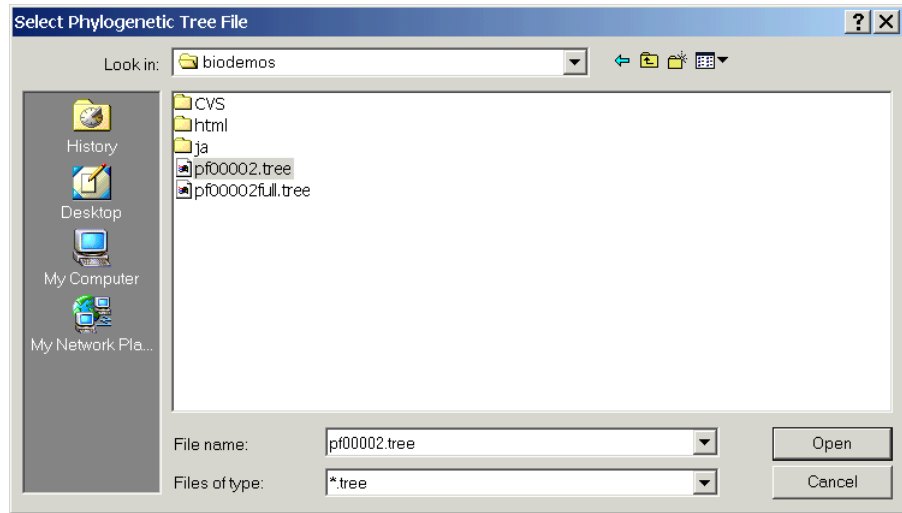 Select Phylogenetic Tree File
Look in: biodemos
History
Desktop
My Computer
My Network Pla...
CVS
html
ja
pf00002.tree
pf00002full.tree
File name: pf00002.tree Open
Files of type: *.tree Cancel